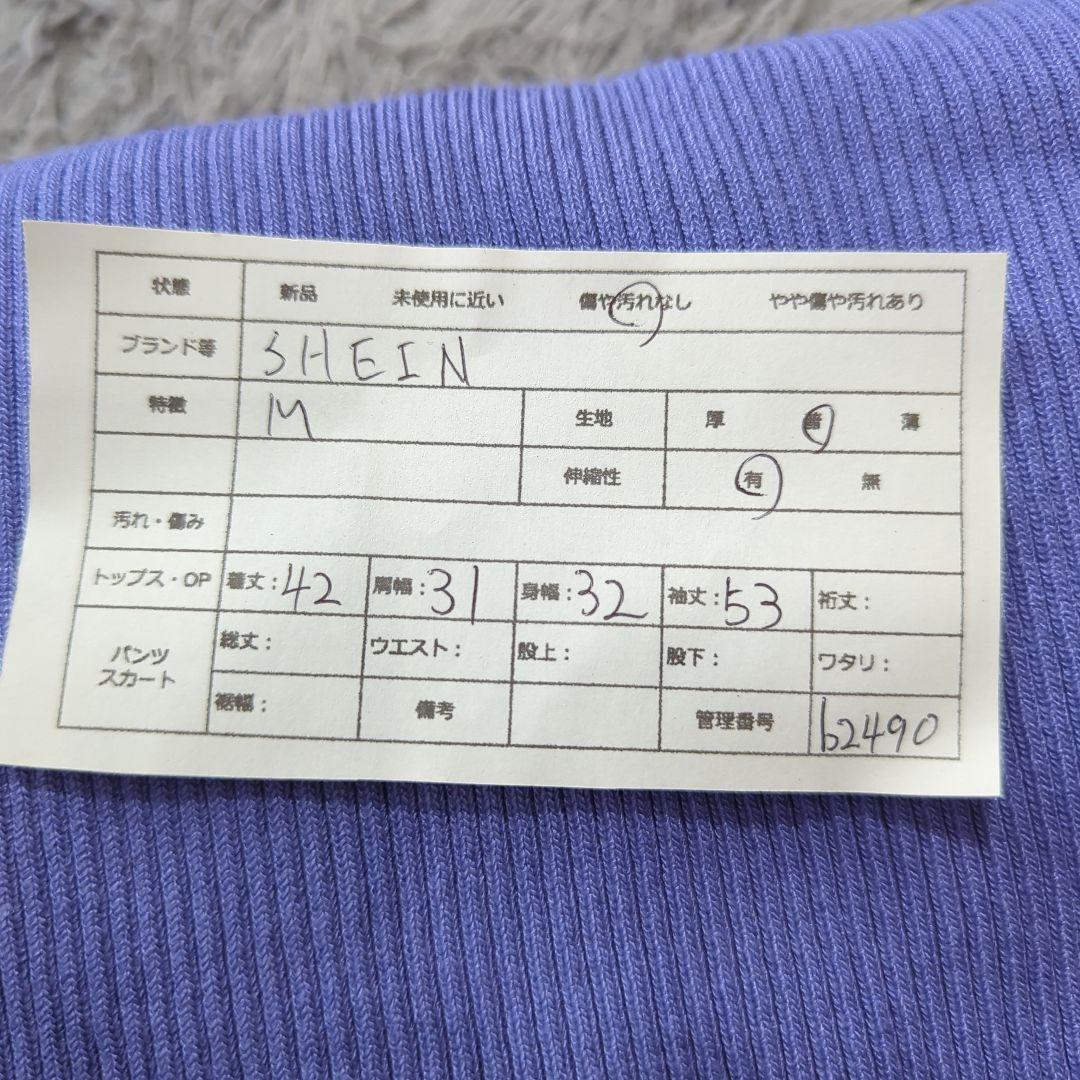 状態 新品 未使用に近い 傷や汚れなし やや傷や汚れあり
ブランド等 SHEIN
特徴 M 生地 厚 普 薄
伸縮性 有 無
汚れ・傷み
トップス・OP 着丈：42 肩幅：31 身幅：32 袖丈：53 裄丈：
パンツ スカート 総丈： ウエスト： 股上： 股下： ワタリ：
裾幅： 備考 管理番号 b2490